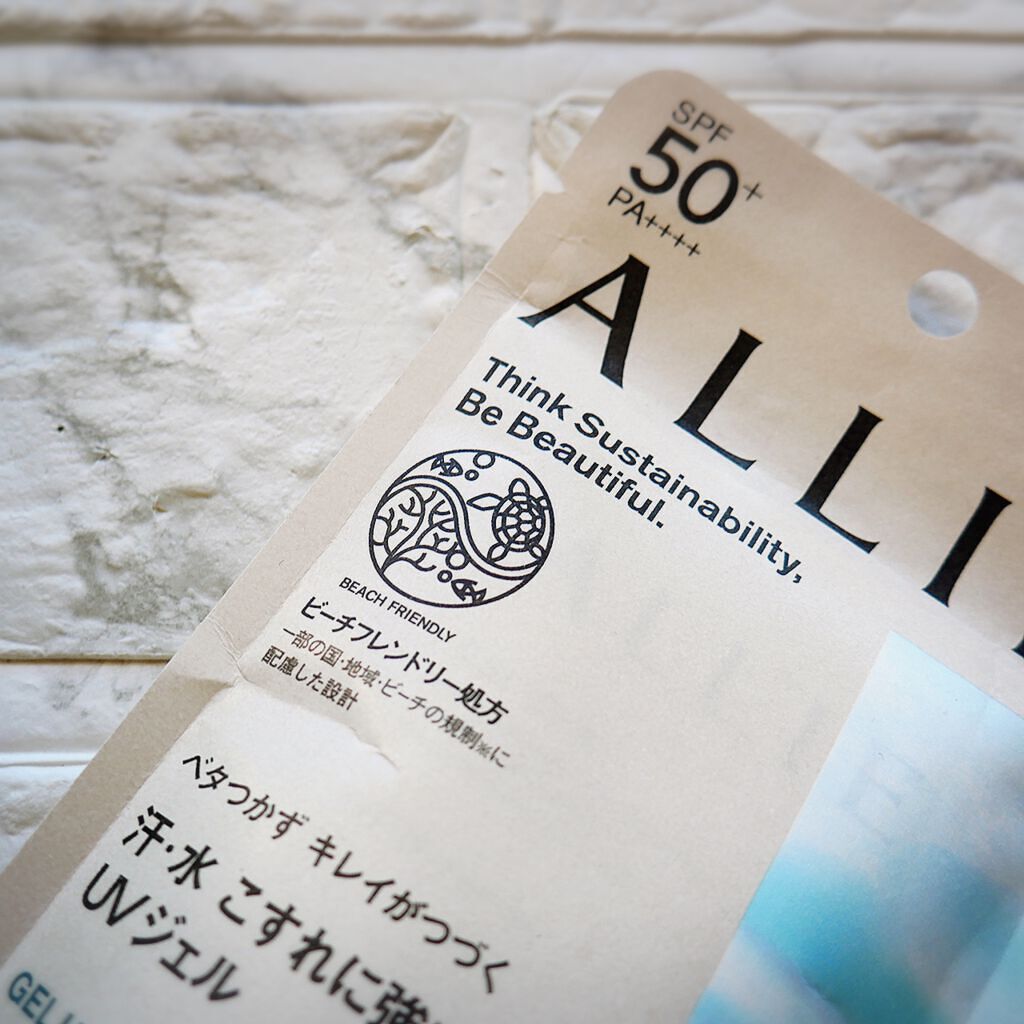 SPF
50+
PA++++
ALLI
Think Sustainability,
Be Beautiful.
BEACH FRIENDLY
ビーチフレンドリー処方
一部の国・地域・ビーチの規制※に
配慮した設計
ベタつかず キレイがつづく
汗・水 こすれに強
UVジェル
GEL